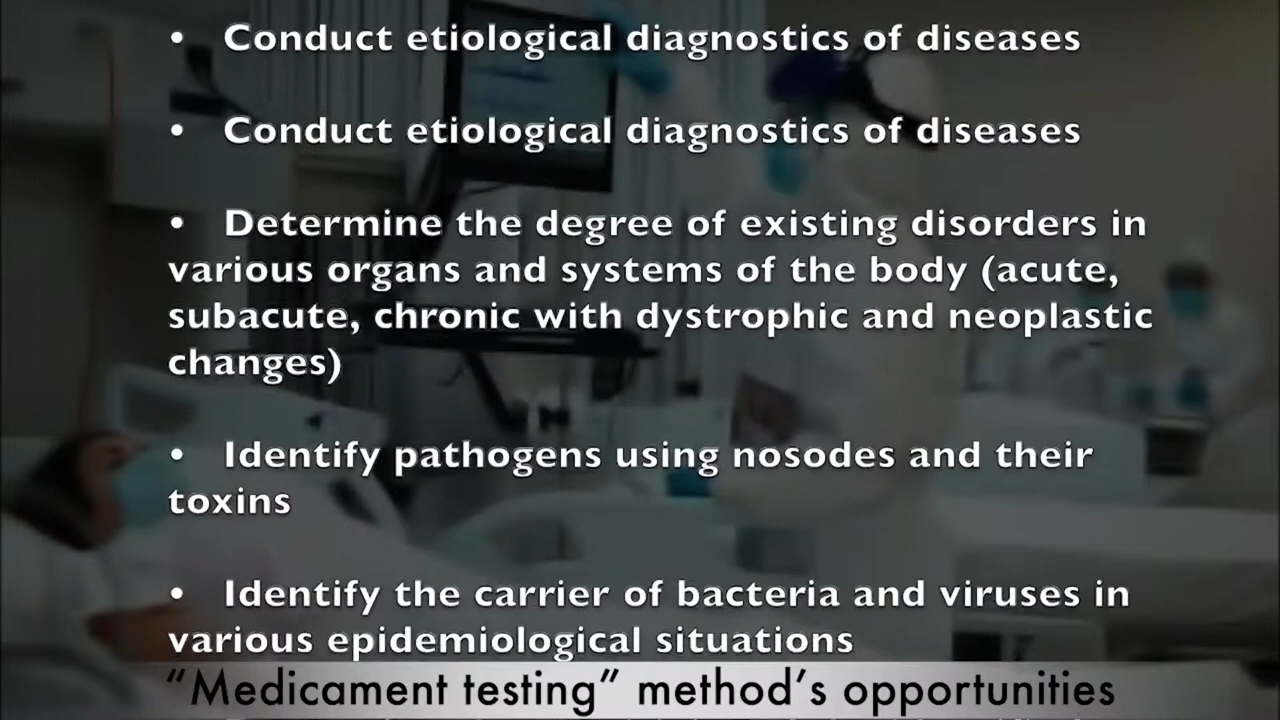 • Conduct etiological diagnostics of diseases
• Conduct etiological diagnostics of diseases
• Determine the degree of existing disorders in
various organs and systems of the body (acute,
subacute, chronic with dystrophic and neoplastic
changes)
• Identify pathogens using nosodes and their
toxins
• Identify the carrier of bacteria and viruses in
various epidemiological situations
“Medicament testing” method’s opportunities